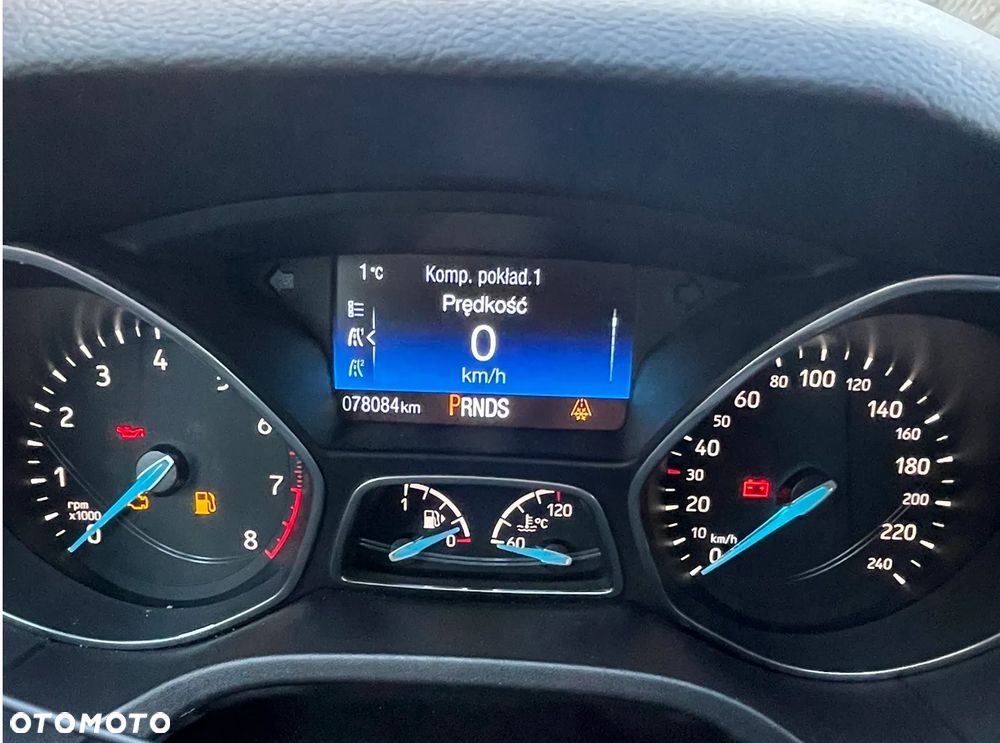 1°C Komp. pokład.1
Prędkość
0
km/h
078084km PRNDS
0 1 2 3 4 5 6 7 8
rpm
x1000
1 0
60 120
°C
0 10 20 30 40 50 60 80 100 120 140 160 180 200 220 240
km/h
OTOMOTO